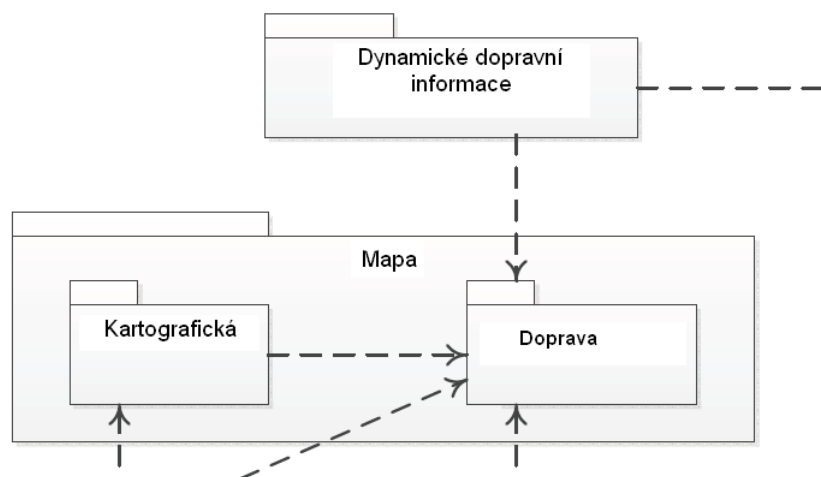 Dynamické dopravní
informace
Mapa
Kartografická
Doprava